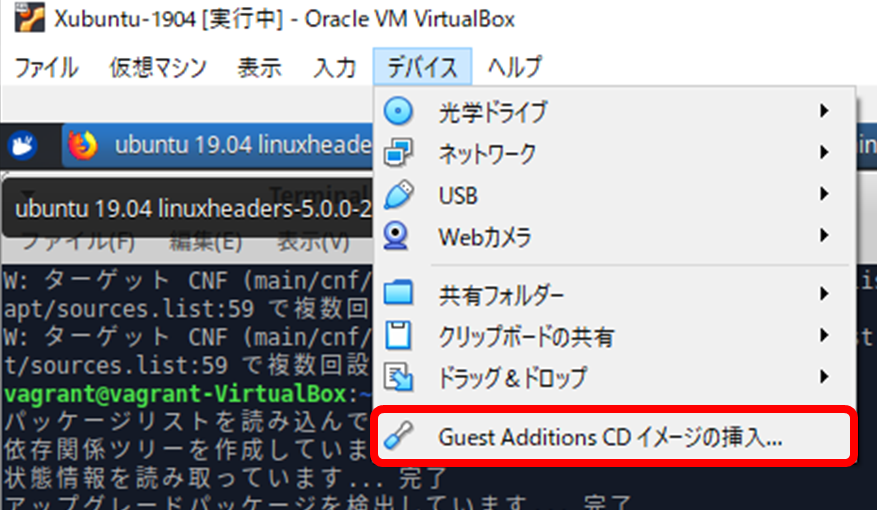 Xubuntu-1904 [実行中] - Oracle VM VirtualBox
ファイル 仮想マシン 表示 入力 デバイス ヘルプ
光学ドライブ
ネットワーク
USB
Webカメラ
共有フォルダー
クリップボードの共有
ドラッグ＆ドロップ
Guest Additions CD イメージの挿入...
ubuntu 19.04 linuxheade
Terminal
ubuntu 19.04 linuxheaders-5.0.0-2
ファイル(F) 編集(E) 表示(V)
W: ターゲット CNF (main/cnf/
apt/sources.list:59 で複数回
W: ターゲット CNF (main/cnf/
t/sources.list:59 で複数回設
vagrant@vagrant-VirtualBox:~
パッケージリストを読み込んで
依存関係ツリーを作成していま
状態情報を読み取っています... 完了
アップグレードパッケージを検出しています... 完了